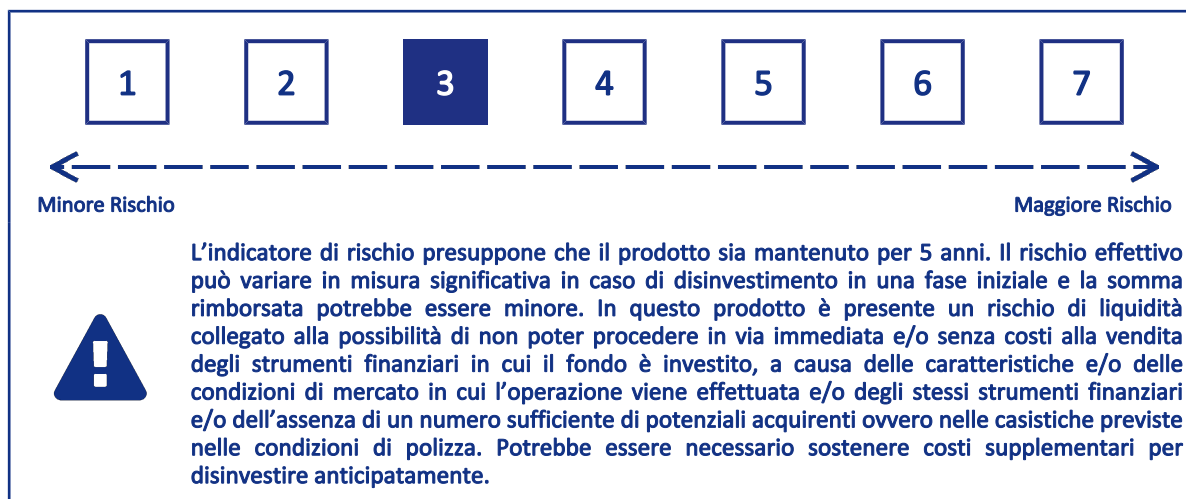 1 2 3 4 5 6 7
Minore Rischio Maggiore Rischio
L’indicatore di rischio presuppone che il prodotto sia mantenuto per 5 anni. Il rischio effettivo
può variare in misura significativa in caso di disinvestimento in una fase iniziale e la somma
rimborsata potrebbe essere minore. In questo prodotto è presente un rischio di liquidità
collegato alla possibilità di non poter procedere in via immediata e/o senza costi alla vendita
degli strumenti finanziari in cui il fondo è investito, a causa delle caratteristiche e/o delle
condizioni di mercato in cui l’operazione viene effettuata e/o degli stessi strumenti finanziari
e/o dell’assenza di un numero sufficiente di potenziali acquirenti ovvero nelle casistiche previste
nelle condizioni di polizza. Potrebbe essere necessario sostenere costi supplementari per
disinvestire anticipatamente.